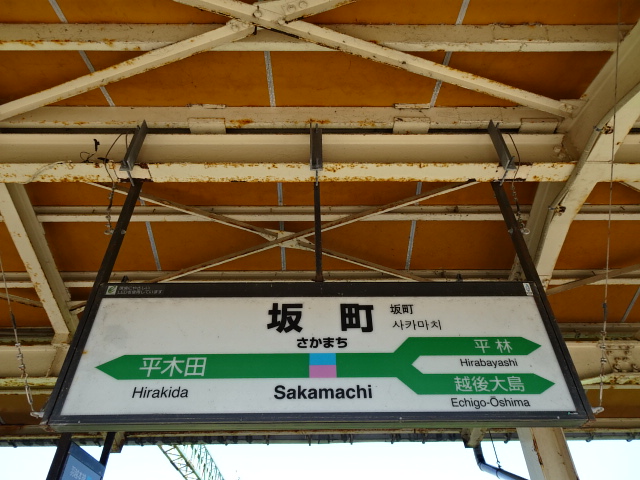 坂 町
坂町
사카마치
さかまち
平木田
Hirakida
Sakamachi
平 林
Hirabayashi
越後大島
Echigo-Ōshima